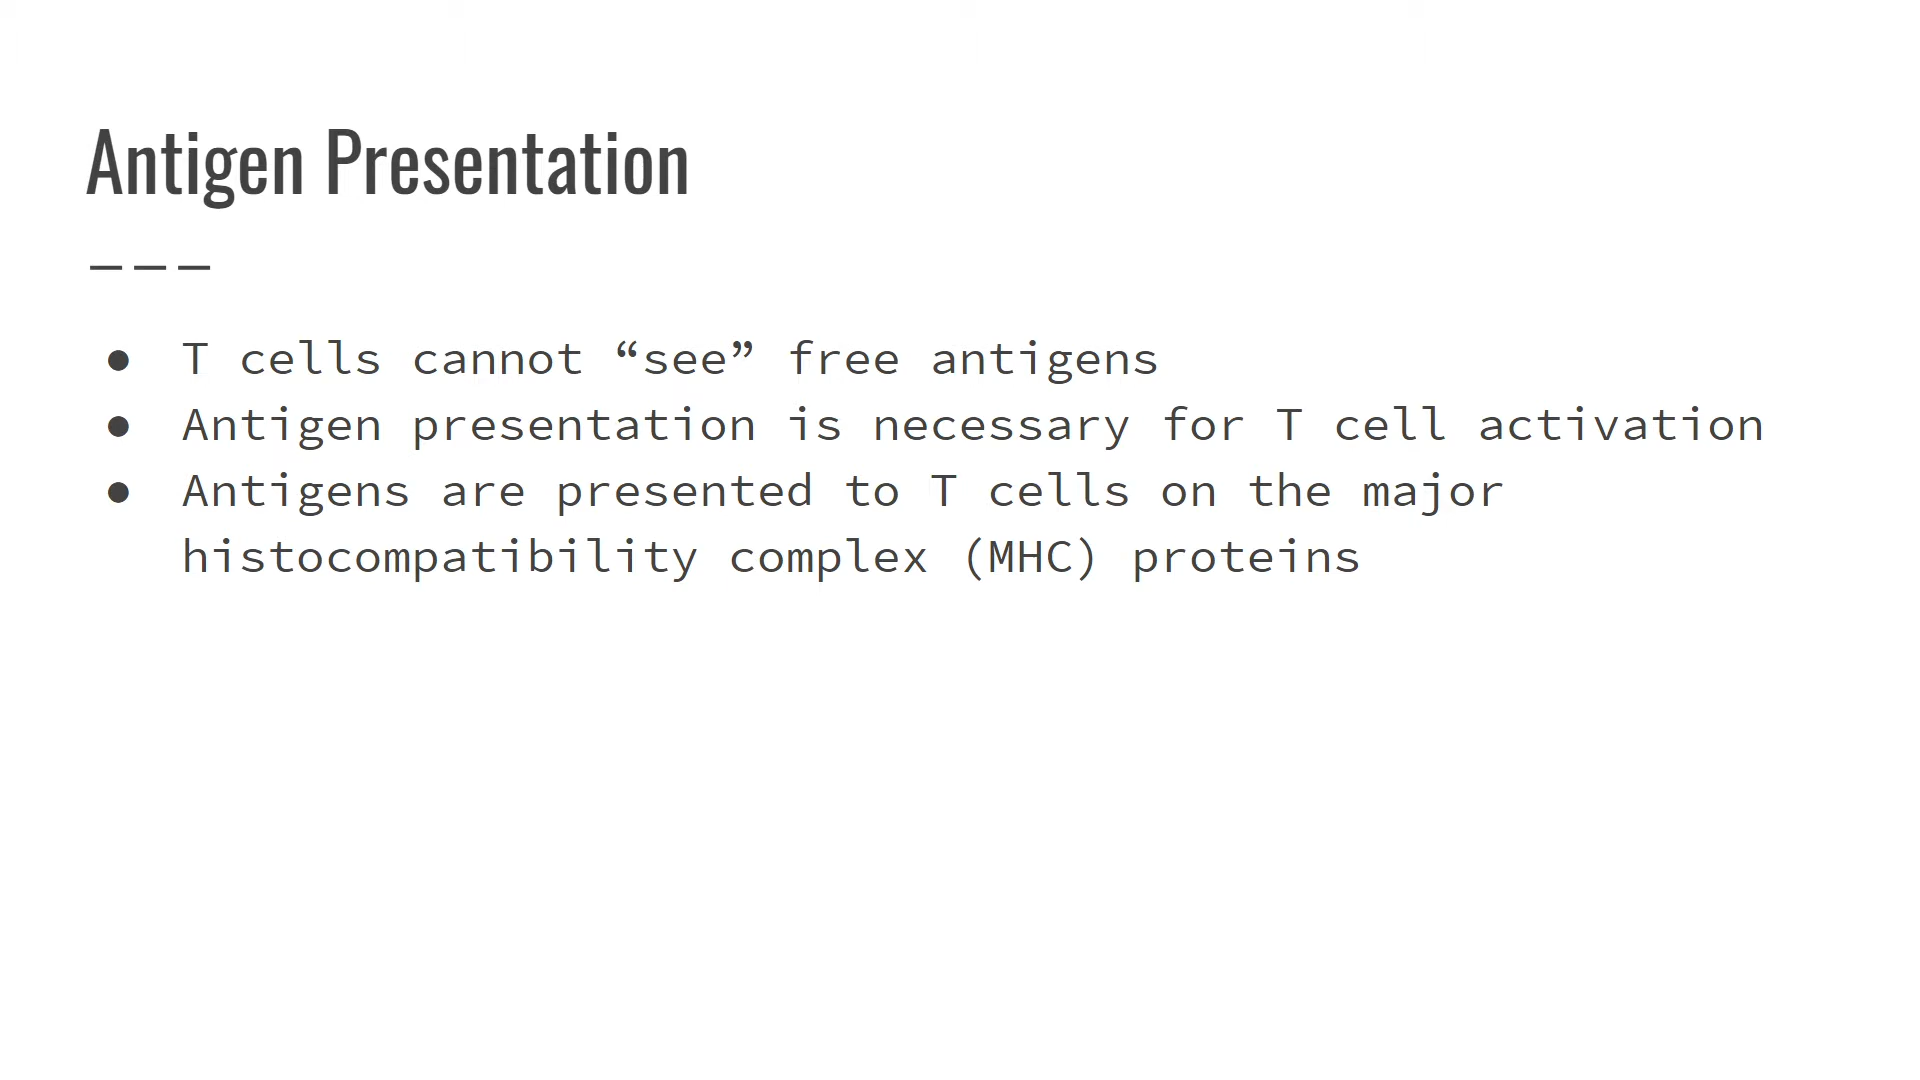 Antigen Presentation
● T cells cannot “see” free antigens
● Antigen presentation is necessary for T cell activation
● Antigens are presented to T cells on the major
histocompatibility complex (MHC) proteins